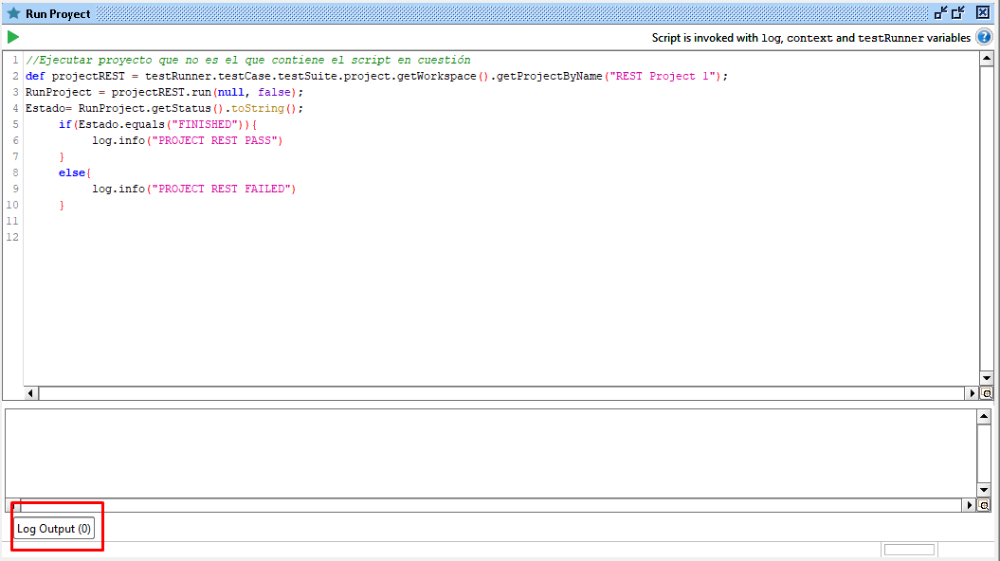 Run Proyect
Script is invoked with log, context and testRunner variables
1 //Ejecutar proyecto que no es el que contiene el script en cuestión
2 def projectREST = testRunner.testCase.testSuite.project.getWorkspace().getProjectByName("REST Project 1");
3 RunProject = projectREST.run(null, false);
4 Estado= RunProject.getStatus().toString();
5 if(Estado.equals("FINISHED")){
6 log.info("PROJECT REST PASS")
7 }
8 else{
9 log.info("PROJECT REST FAILED")
10 }
11
12
Log Output (0)